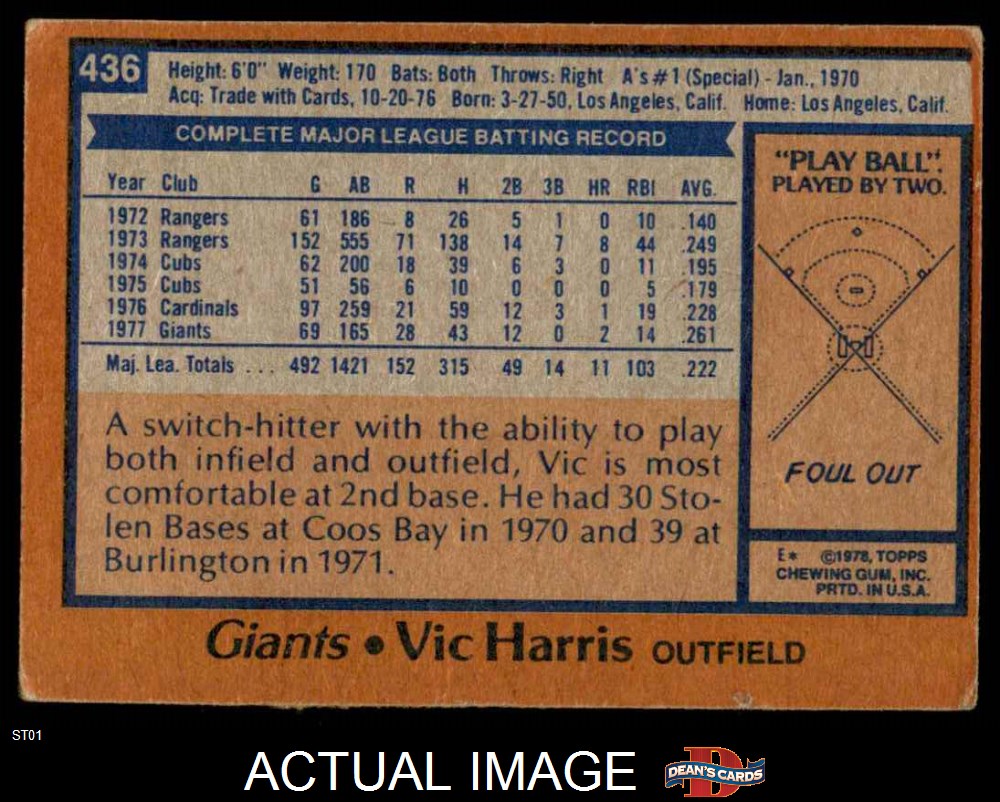 436
Height: 6'0" Weight: 170 Bats: Both Throws: Right A's #1 (Special) - Jan., 1970
Acq: Trade with Cards, 10-20-76 Born: 3-27-50, Los Angeles, Calif. Home: Los Angeles, Calif.
COMPLETE MAJOR LEAGUE BATTING RECORD
Year Club G AB R H 2B 3B HR RBI AVG.
1972 Rangers 61 186 8 26 5 1 0 10 .140
1973 Rangers 152 555 71 138 14 7 8 44 .249
1974 Cubs 62 200 18 39 6 3 0 11 .195
1975 Cubs 51 56 6 10 0 0 0 5 .179
1976 Cardinals 97 259 21 59 12 3 1 19 .228
1977 Giants 69 165 28 43 12 0 2 14 .261
Maj. Lea. Totals ... 492 1421 152 315 49 14 11 103 .222
A switch-hitter with the ability to play
both infield and outfield, Vic is most
comfortable at 2nd base. He had 30 Sto-
len Bases at Coos Bay in 1970 and 39 at
Burlington in 1971.
"PLAY BALL":
PLAYED BY TWO.
FOUL OUT
E* ©1978, TOPPS
CHEWING GUM, INC.
PRTD. IN U.S.A.
Giants • Vic Harris OUTFIELD
ST01
ACTUAL IMAGE
D
DEAN'S CARDS